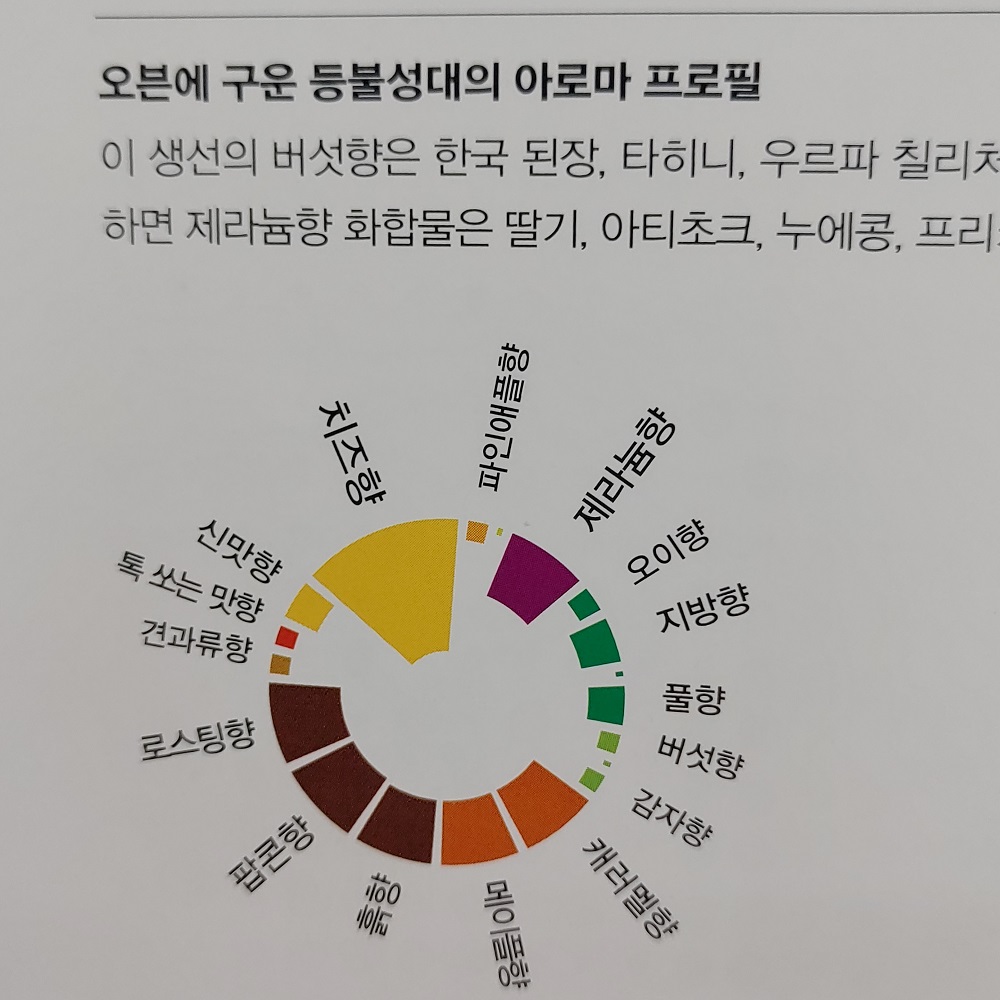 오븐에 구운 등불성대의 아로마 프로필
이 생선의 버섯향은 한국 된장, 타히니, 우르파 칠리처
하면 제라늄향 화합물은 딸기, 아티초크, 누에콩, 프리
파인애플향
제라늄향
오이향
지방향
풀향
버섯향
감자향
캐러멜향
메이플향
흙향
팝콘향
로스팅향
견과류향
톡 쏘는 맛향
신맛향
치즈향